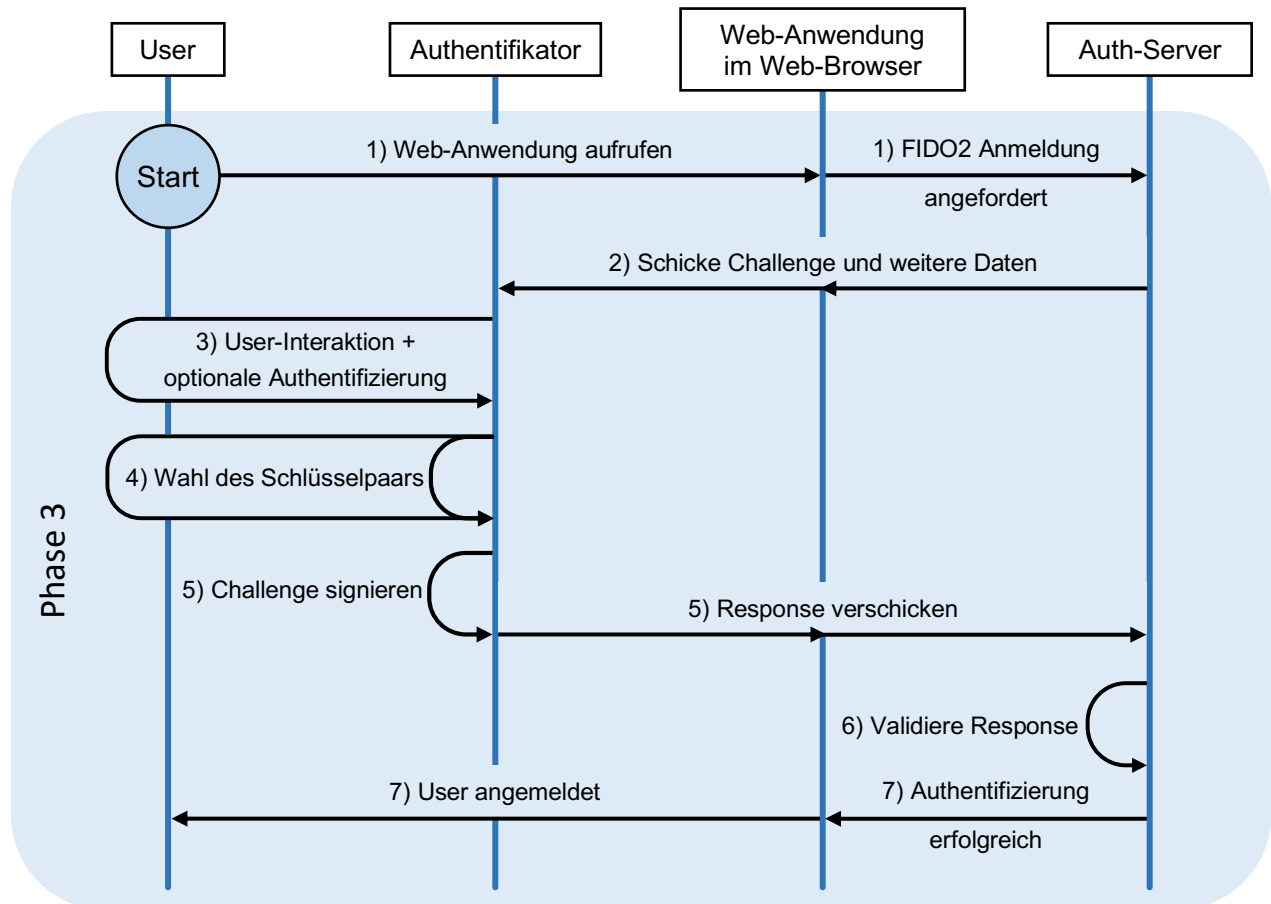 User
Authentifikator
Web-Anwendung
im Web-Browser
Auth-Server
Start
1) Web-Anwendung aufrufen
1) FIDO2 Anmeldung
angefordert
2) Schicke Challenge und weitere Daten
3) User-Interaktion +
optionale Authentifizierung
4) Wahl des Schlüsselpaars
Phase 3
5) Challenge signieren
5) Response verschicken
6) Validiere Response
7) User angemeldet
7) Authentifizierung
erfolgreich